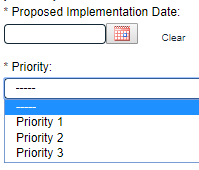 * Proposed Implementation Date:
Clear
* Priority:
-----
-----
Priority 1
Priority 2
Priority 3